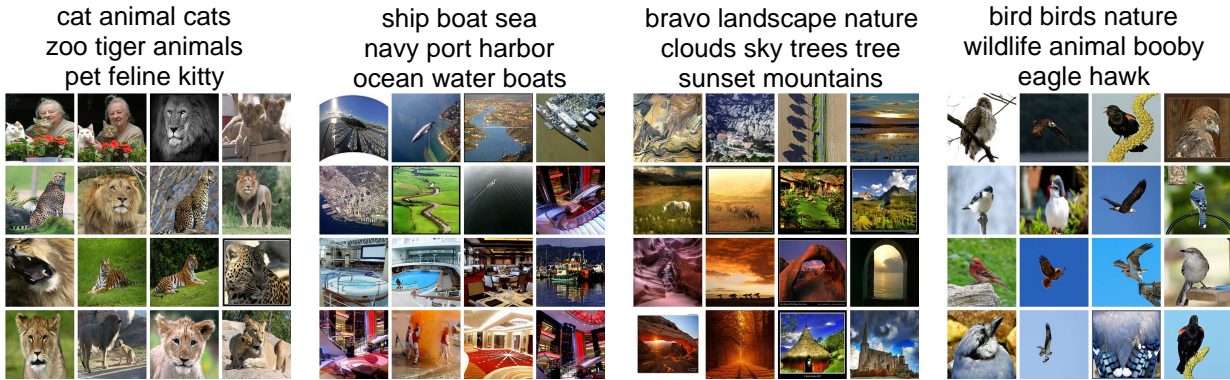 cat animal cats
zoo tiger animals
pet feline kitty
ship boat sea
navy port harbor
ocean water boats
bravo landscape nature
clouds sky trees tree
sunset mountains
bird birds nature
wildlife animal booby
eagle hawk